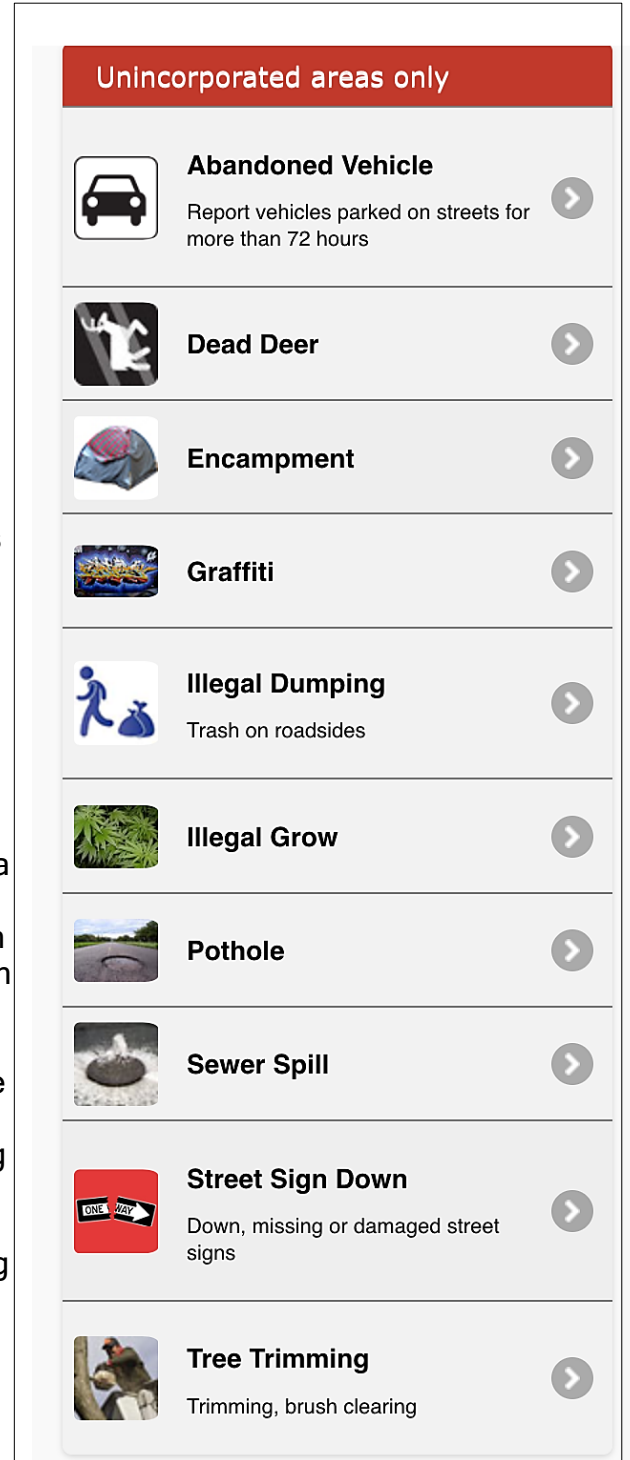 Unincorporated areas only
Abandoned Vehicle
Report vehicles parked on streets for
more than 72 hours
Dead Deer
Encampment
Graffiti
Illegal Dumping
Trash on roadsides
Illegal Grow
Pothole
Sewer Spill
ONE WAY
Street Sign Down
Down, missing or damaged street
signs
Tree Trimming
Trimming, brush clearing